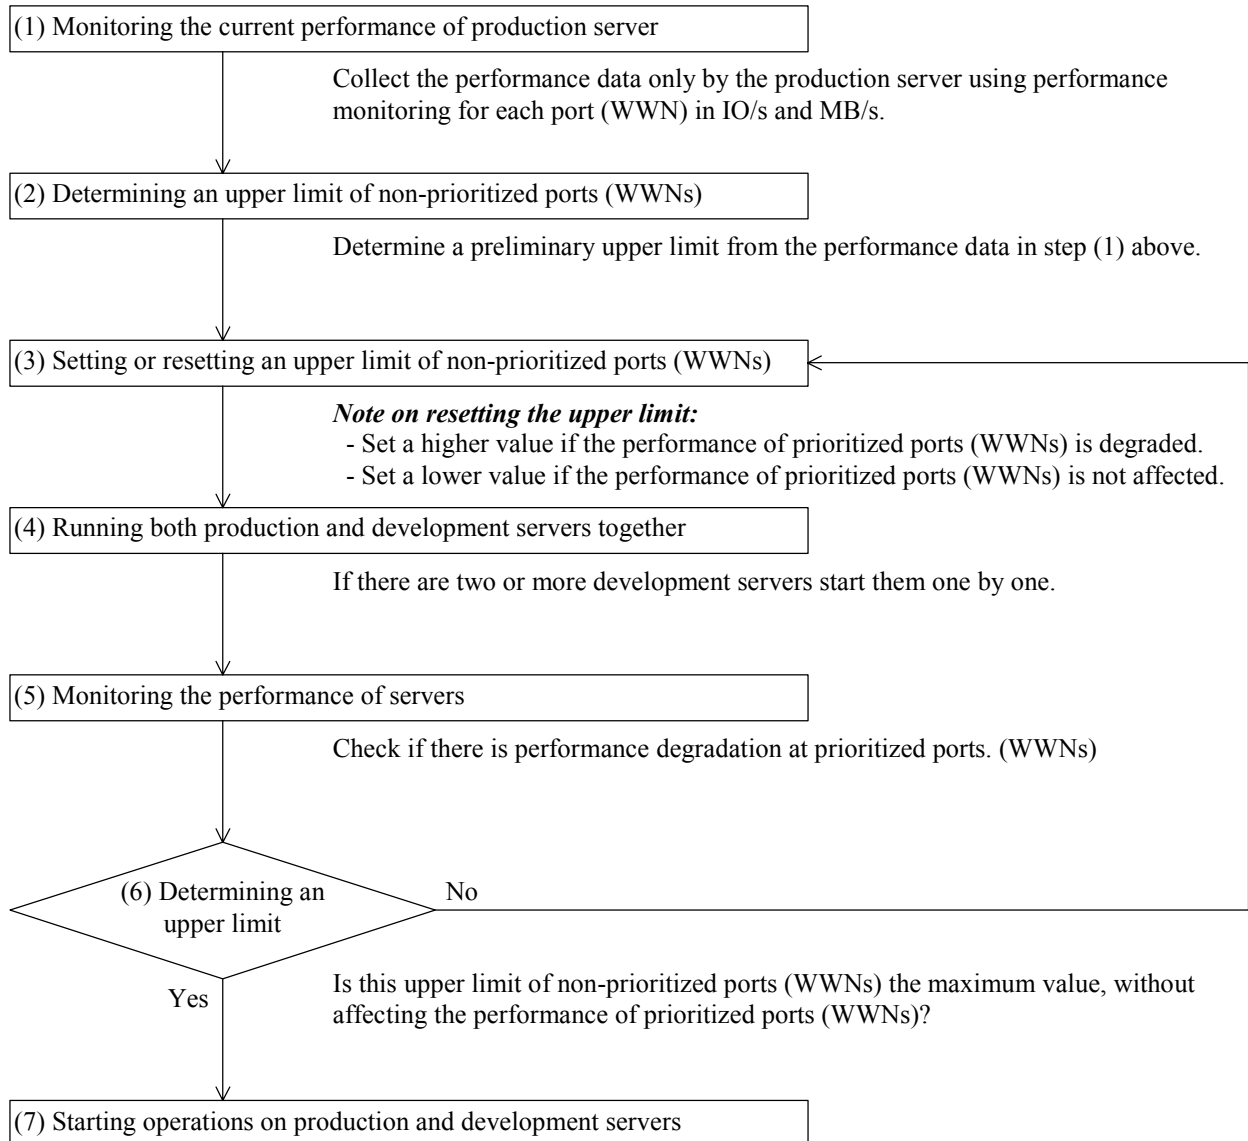 (1) Monitoring the current performance of production server
Collect the performance data only by the production server using performance
monitoring for each port (WWN) in IO/s and MB/s.
(2) Determining an upper limit of non-prioritized ports (WWNs)
Determine a preliminary upper limit from the performance data in step (1) above.
(3) Setting or resetting an upper limit of non-prioritized ports (WWNs)
Note on resetting the upper limit:
- Set a higher value if the performance of prioritized ports (WWNs) is degraded.
- Set a lower value if the performance of prioritized ports (WWNs) is not affected.
(4) Running both production and development servers together
If there are two or more development servers start them one by one.
(5) Monitoring the performance of servers
Check if there is performance degradation at prioritized ports. (WWNs)
(6) Determining an
upper limit
No
Yes
Is this upper limit of non-prioritized ports (WWNs) the maximum value, without
affecting the performance of prioritized ports (WWNs)?
(7) Starting operations on production and development servers